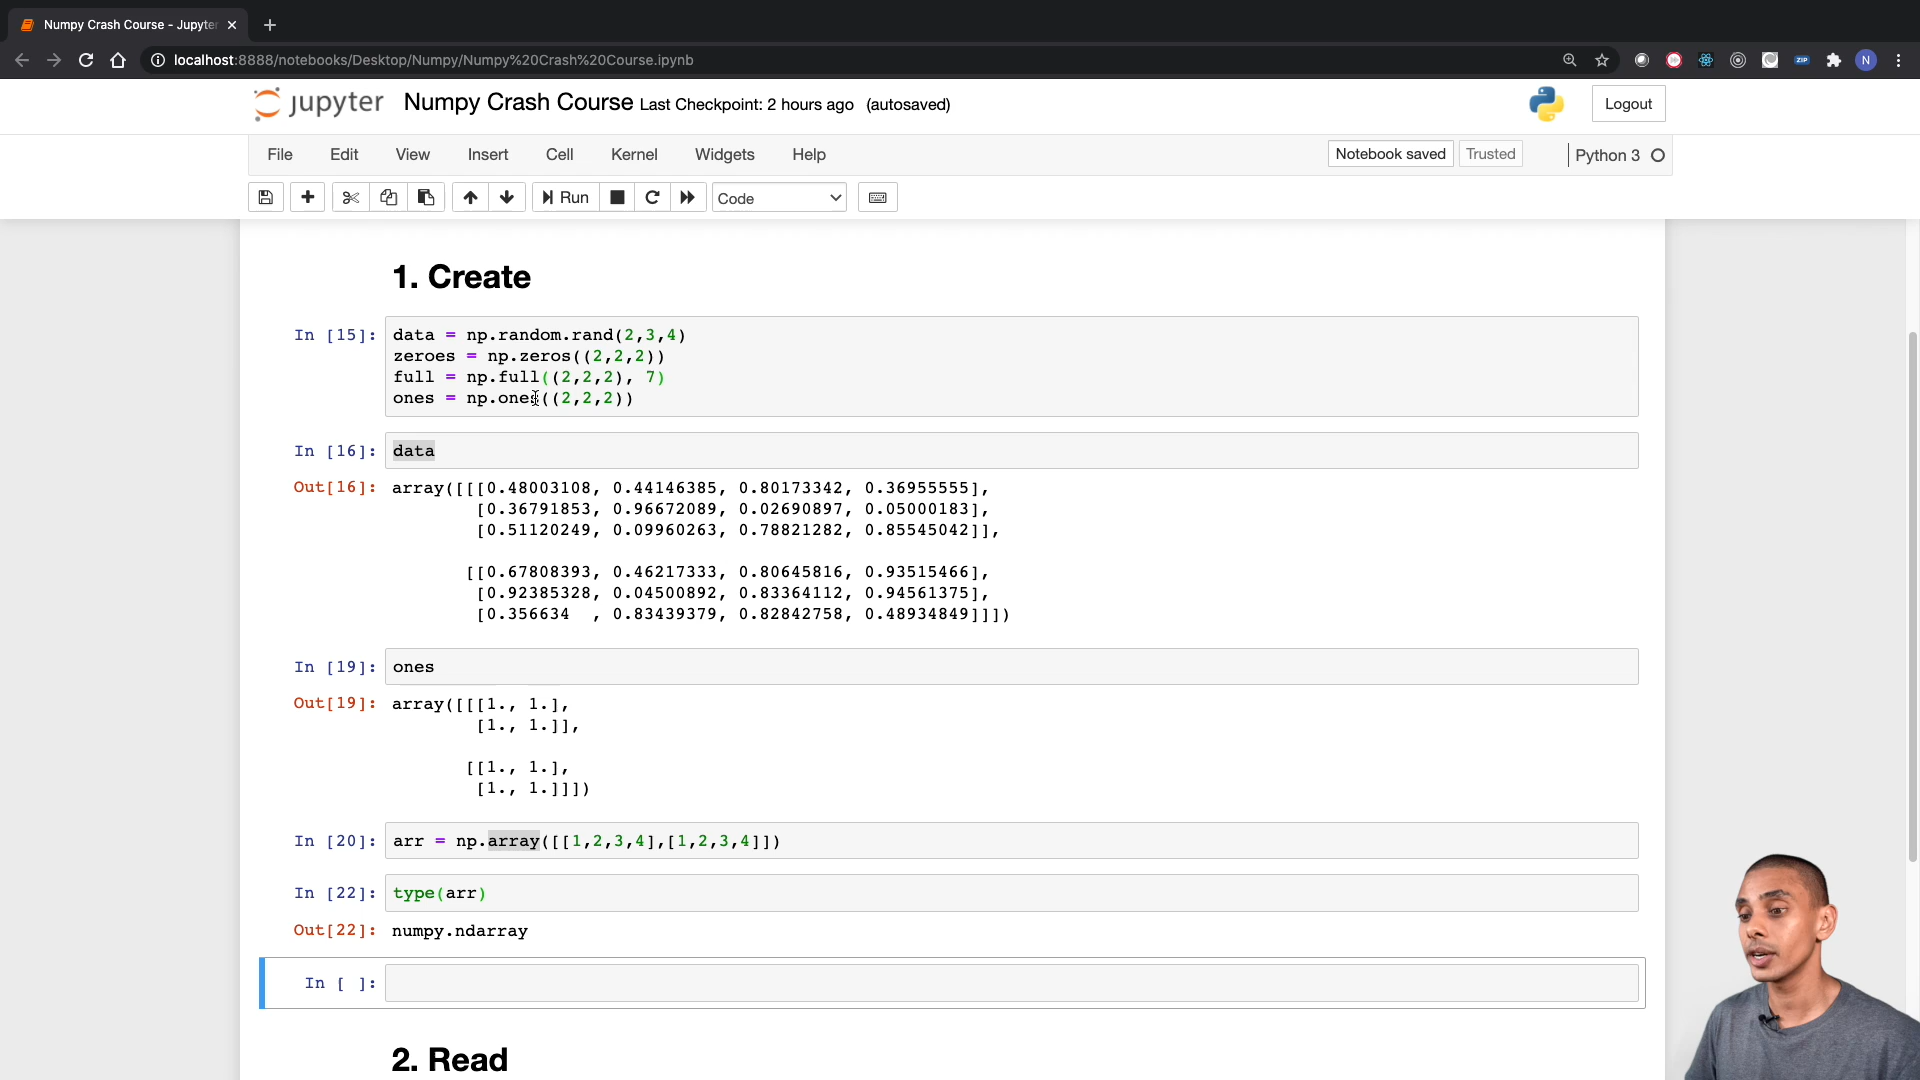 Numpy Crash Course - Jupyter
localhost:8888/notebooks/Desktop/Numpy/Numpy%20Crash%20Course.ipynb
ZIP
N
jupyter Numpy Crash Course Last Checkpoint: 2 hours ago (autosaved)
Logout
File Edit View Insert Cell Kernel Widgets Help
Notebook saved Trusted Python 3
Run Code
1. Create
In [15]: data = np.random.rand(2,3,4)
zeroes = np.zeros((2,2,2))
full = np.full((2,2,2), 7)
ones = np.ones((2,2,2))
In [16]: data
Out[16]: array([[[0.48003108, 0.44146385, 0.80173342, 0.36955555],
[0.36791853, 0.96672089, 0.02690897, 0.05000183],
[0.51120249, 0.09960263, 0.78821282, 0.85545042]],
[[0.67808393, 0.46217333, 0.80645816, 0.93515466],
[0.92385328, 0.04500892, 0.83364112, 0.94561375],
[0.356634  , 0.83439379, 0.82842758, 0.48934849]]])
In [19]: ones
Out[19]: array([[[1., 1.],
[1., 1.]],
[[1., 1.],
[1., 1.]]])
In [20]: arr = np.array([[1,2,3,4],[1,2,3,4]])
In [22]: type(arr)
Out[22]: numpy.ndarray
In [ ]:
2. Read